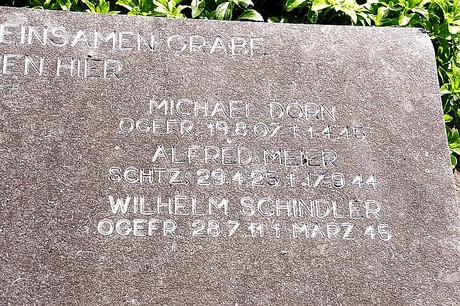 EINSAMEN GRABE
EN HIER
MICHAEL DORN
OGEFR. 19.8.07 † 1.4.45
ALFRED MEIER
SCHTZ. 29.4.25 † 17.9.44
WILHELM SCHINDLER
OGEFR. 28.7.11 † MÄRZ 45